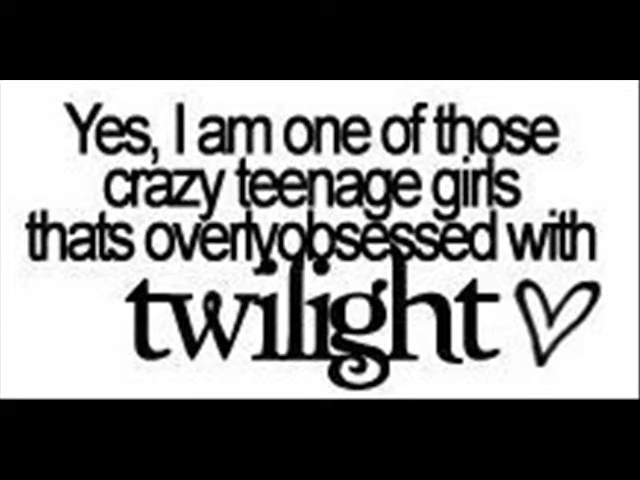 Yes, I am one of those
crazy teenage girls
thats overlyobsessed with
twilight